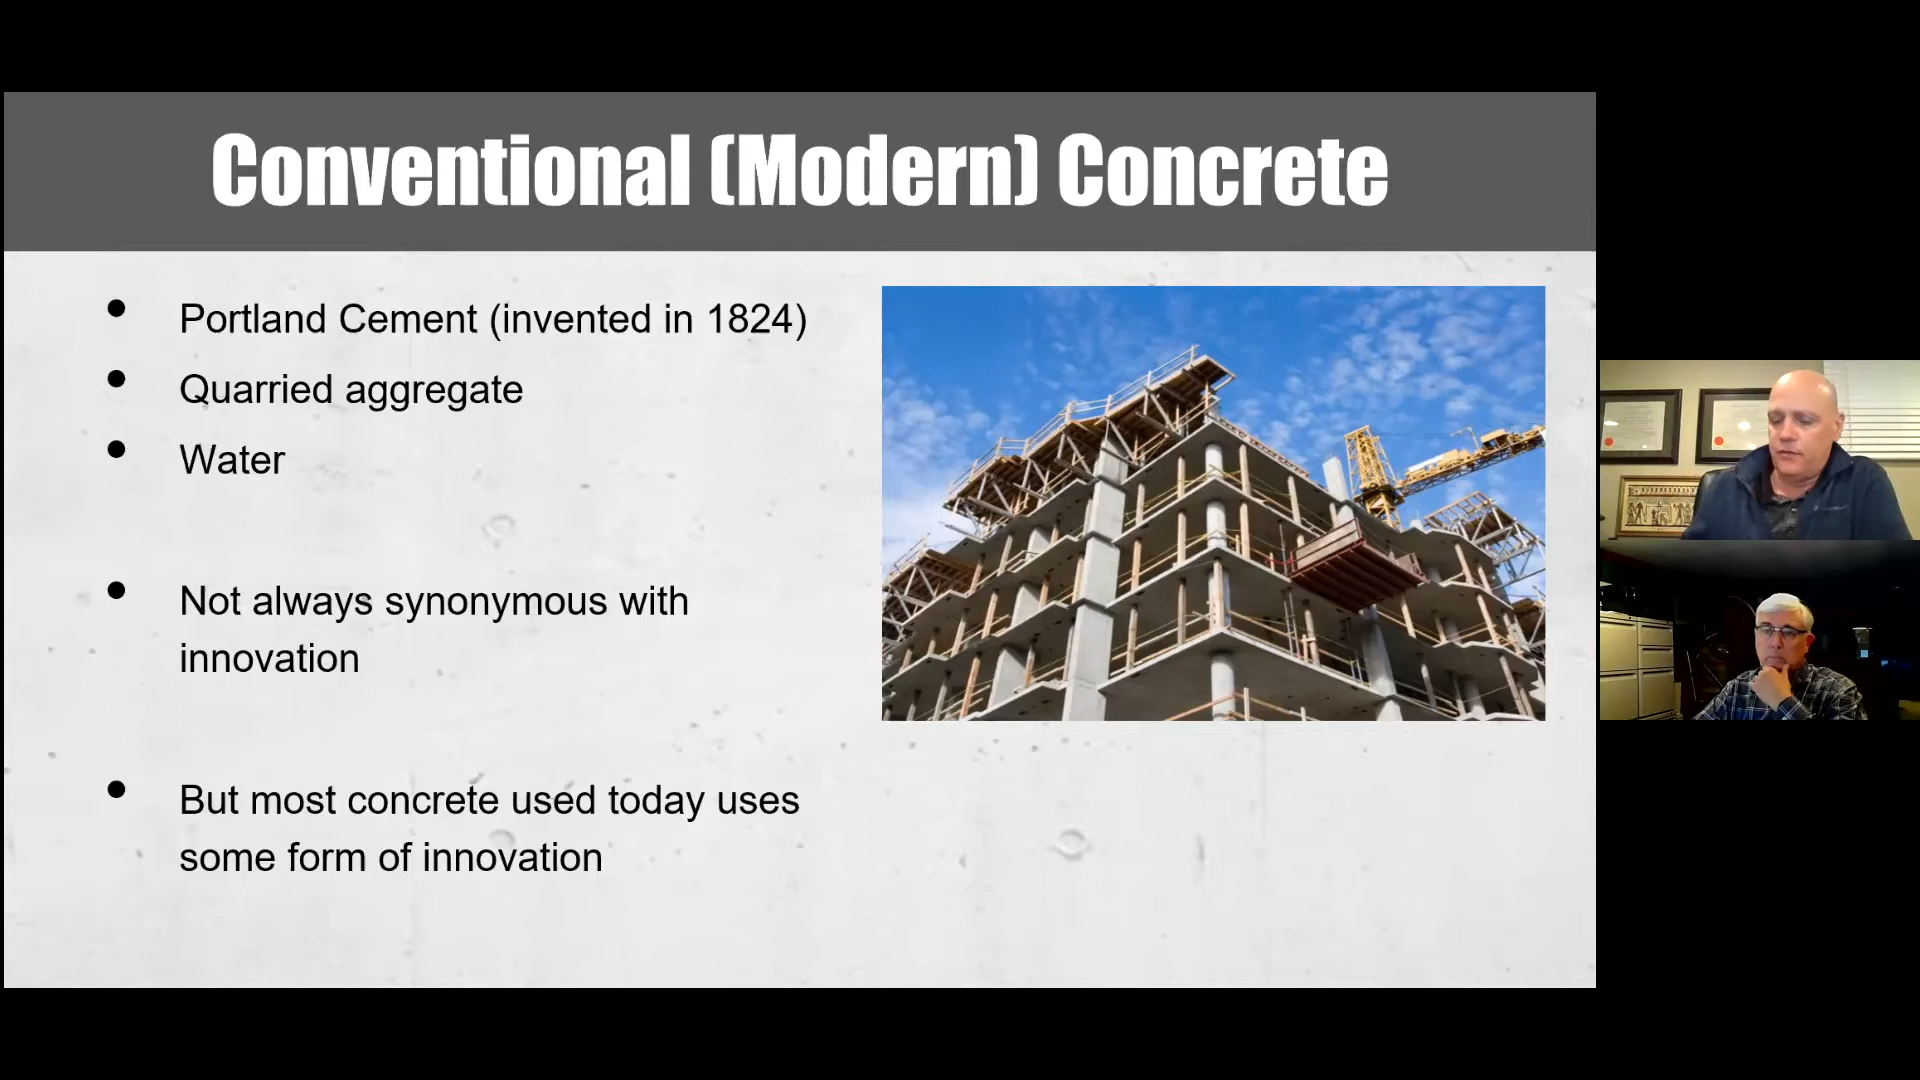 Conventional (Modern) Concrete
• Portland Cement (invented in 1824)
• Quarried aggregate
• Water
• Not always synonymous with
innovation
• But most concrete used today uses
some form of innovation